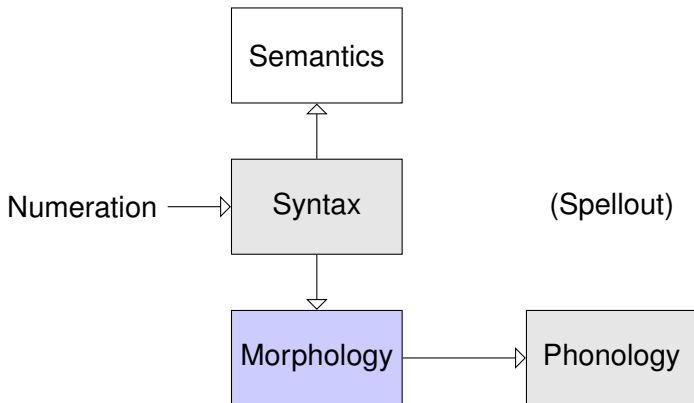 Semantics
Numeration
Syntax
(Spellout)
Morphology
Phonology